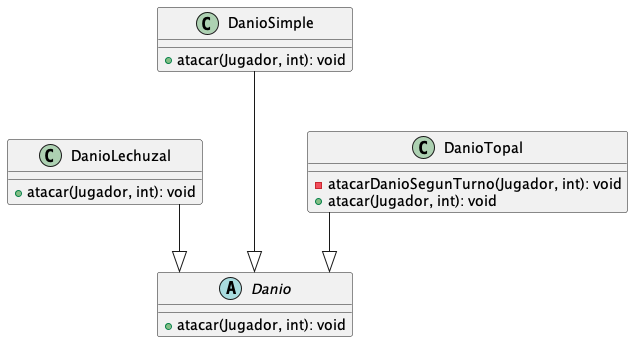 C DanioSimple
atacar(Jugador, int): void
C DanioLechuzal
atacar(Jugador, int): void
C DanioTopal
atacarDanioSegunTurno(Jugador, int): void
atacar(Jugador, int): void
A Danio
atacar(Jugador, int): void